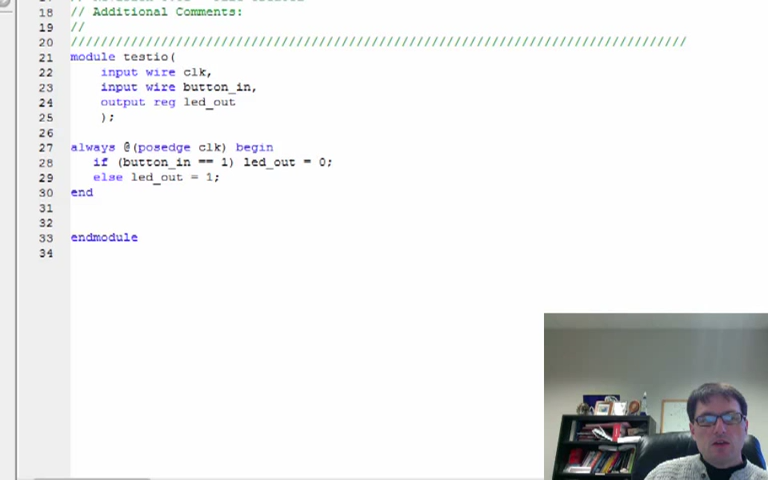 18 // Additional Comments:
19 //
20 //////////////////////////////////////////////////////////////////////////////////
21 module testio(
22 input wire clk,
23 input wire button_in,
24 output reg led_out
25 );
26
27 always @(posedge clk) begin
28 if (button_in == 1) led_out = 0;
29 else led_out = 1;
30 end
31
32
33 endmodule
34